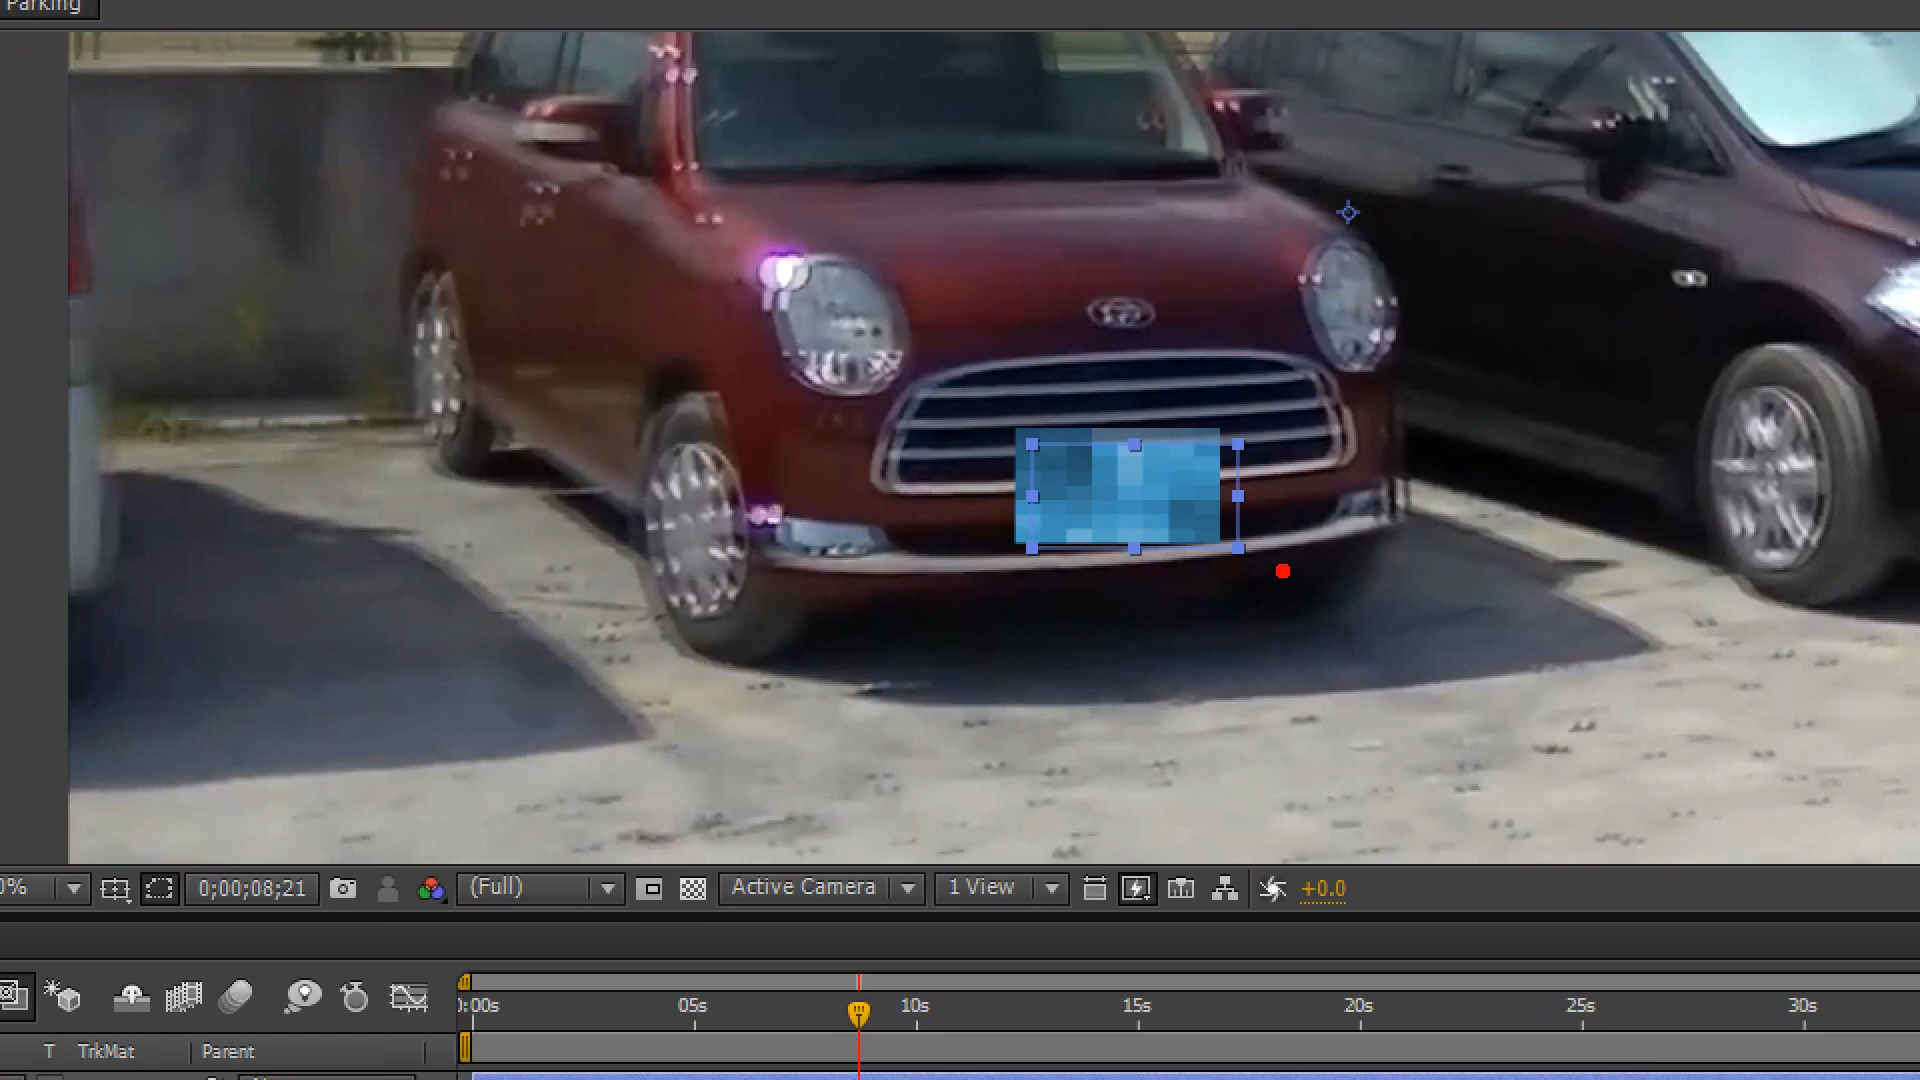 Parking
0%
0;00;08;21
(Full)
Active Camera
1 View
+0.0
0:00s 05s 10s 15s 20s 25s 30s
T TrkMat Parent